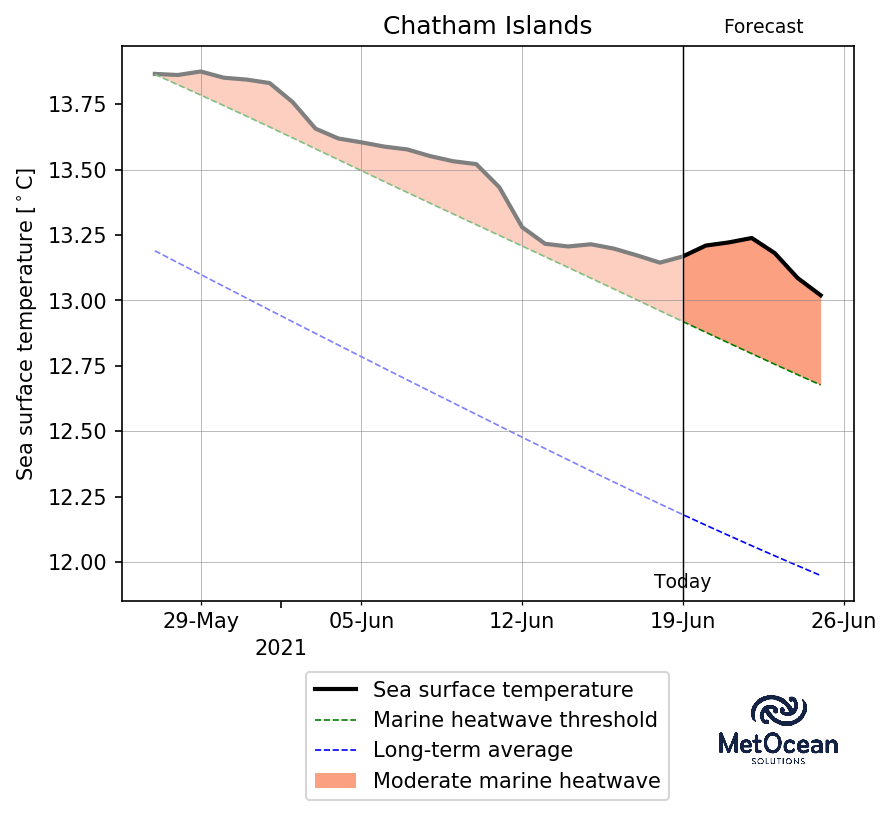 Chatham Islands
Forecast
Sea surface temperature [°C]
13.75
13.50
13.25
13.00
12.75
12.50
12.25
12.00
Today
29-May 05-Jun 12-Jun 19-Jun 26-Jun
2021
Sea surface temperature
Marine heatwave threshold
Long-term average
Moderate marine heatwave
MetOcean
SOLUTIONS